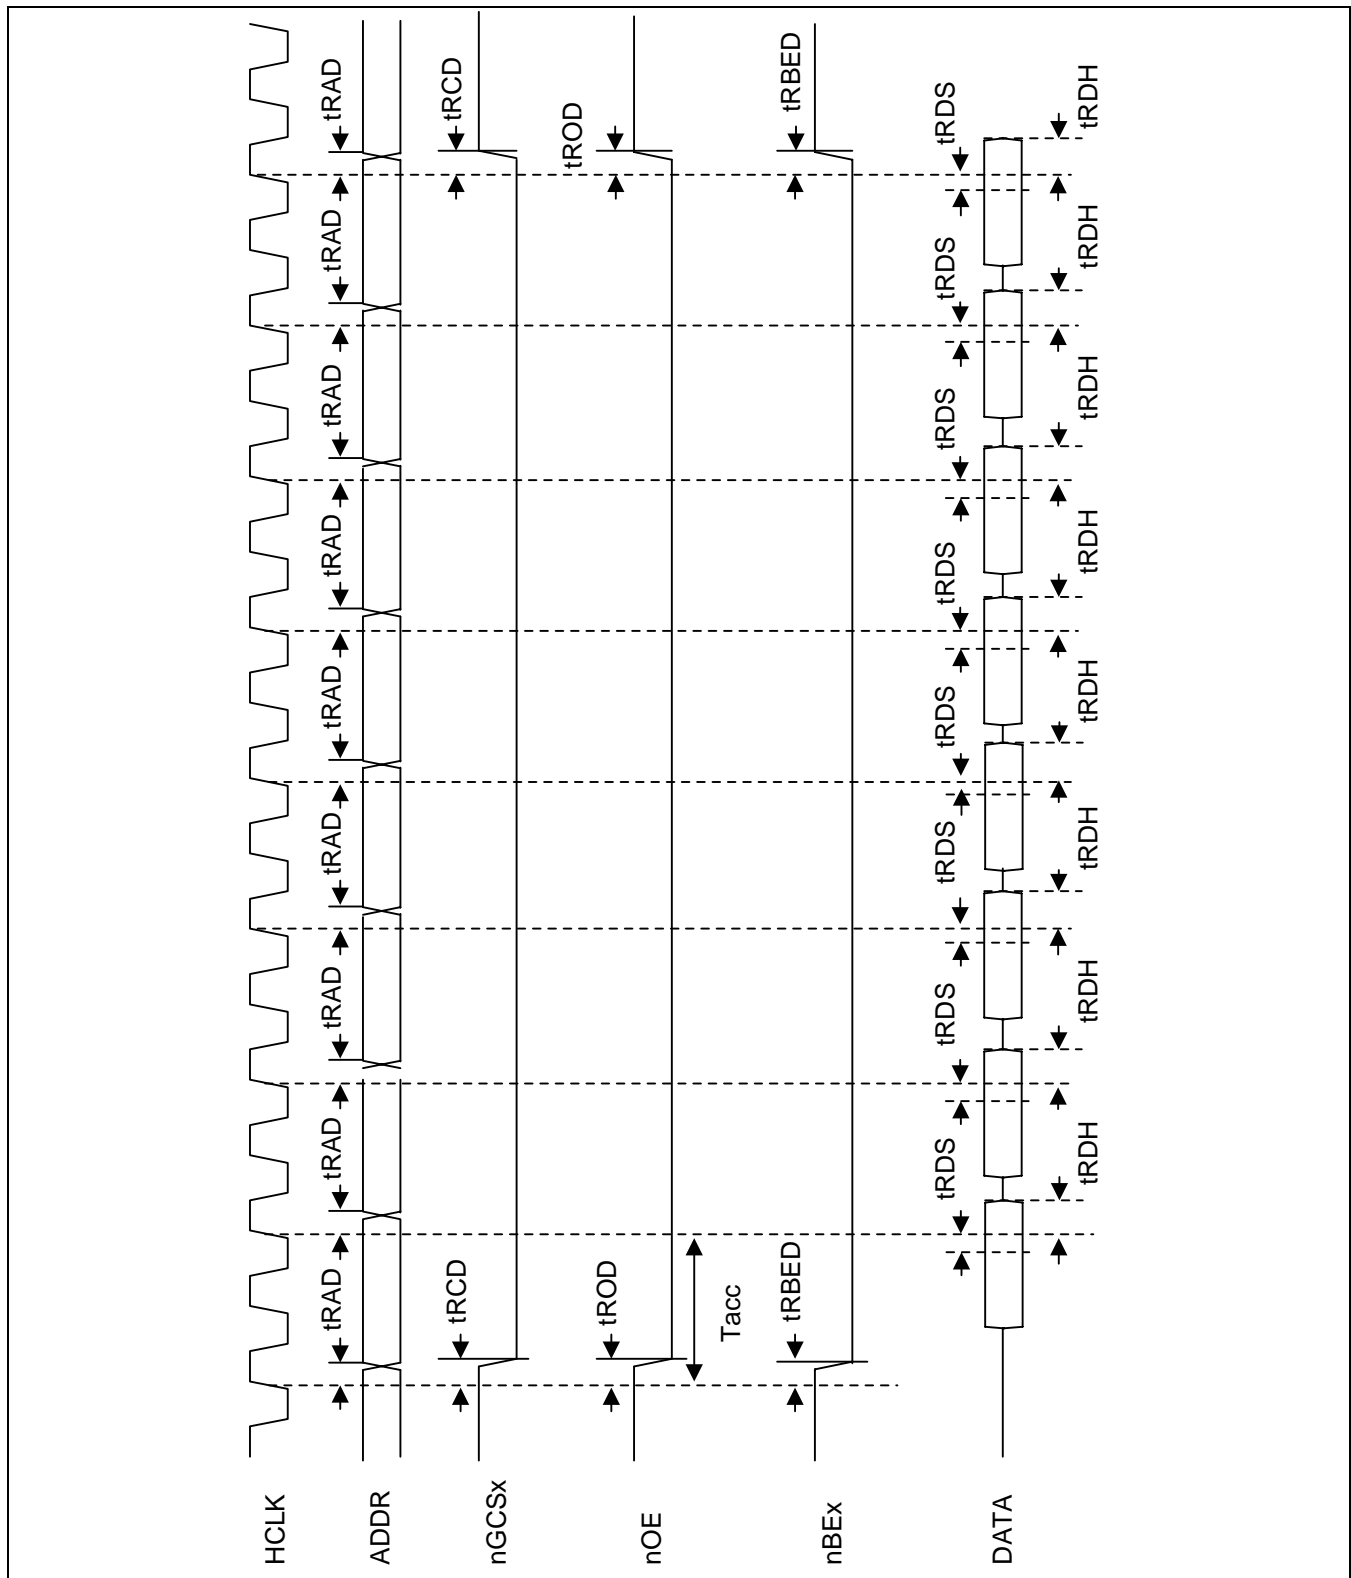 HCLK
tRAD tRAD tRAD tRAD tRAD tRAD tRAD tRAD tRAD
ADDR
tRCD tRCD
nGCSx
tROD tROD
nOE
Tacc
tRBED tRBED
nBEx
tRDS tRDS tRDS tRDS tRDS tRDS tRDS tRDS
DATA
tRDH tRDH tRDH tRDH tRDH tRDH tRDH tRDH